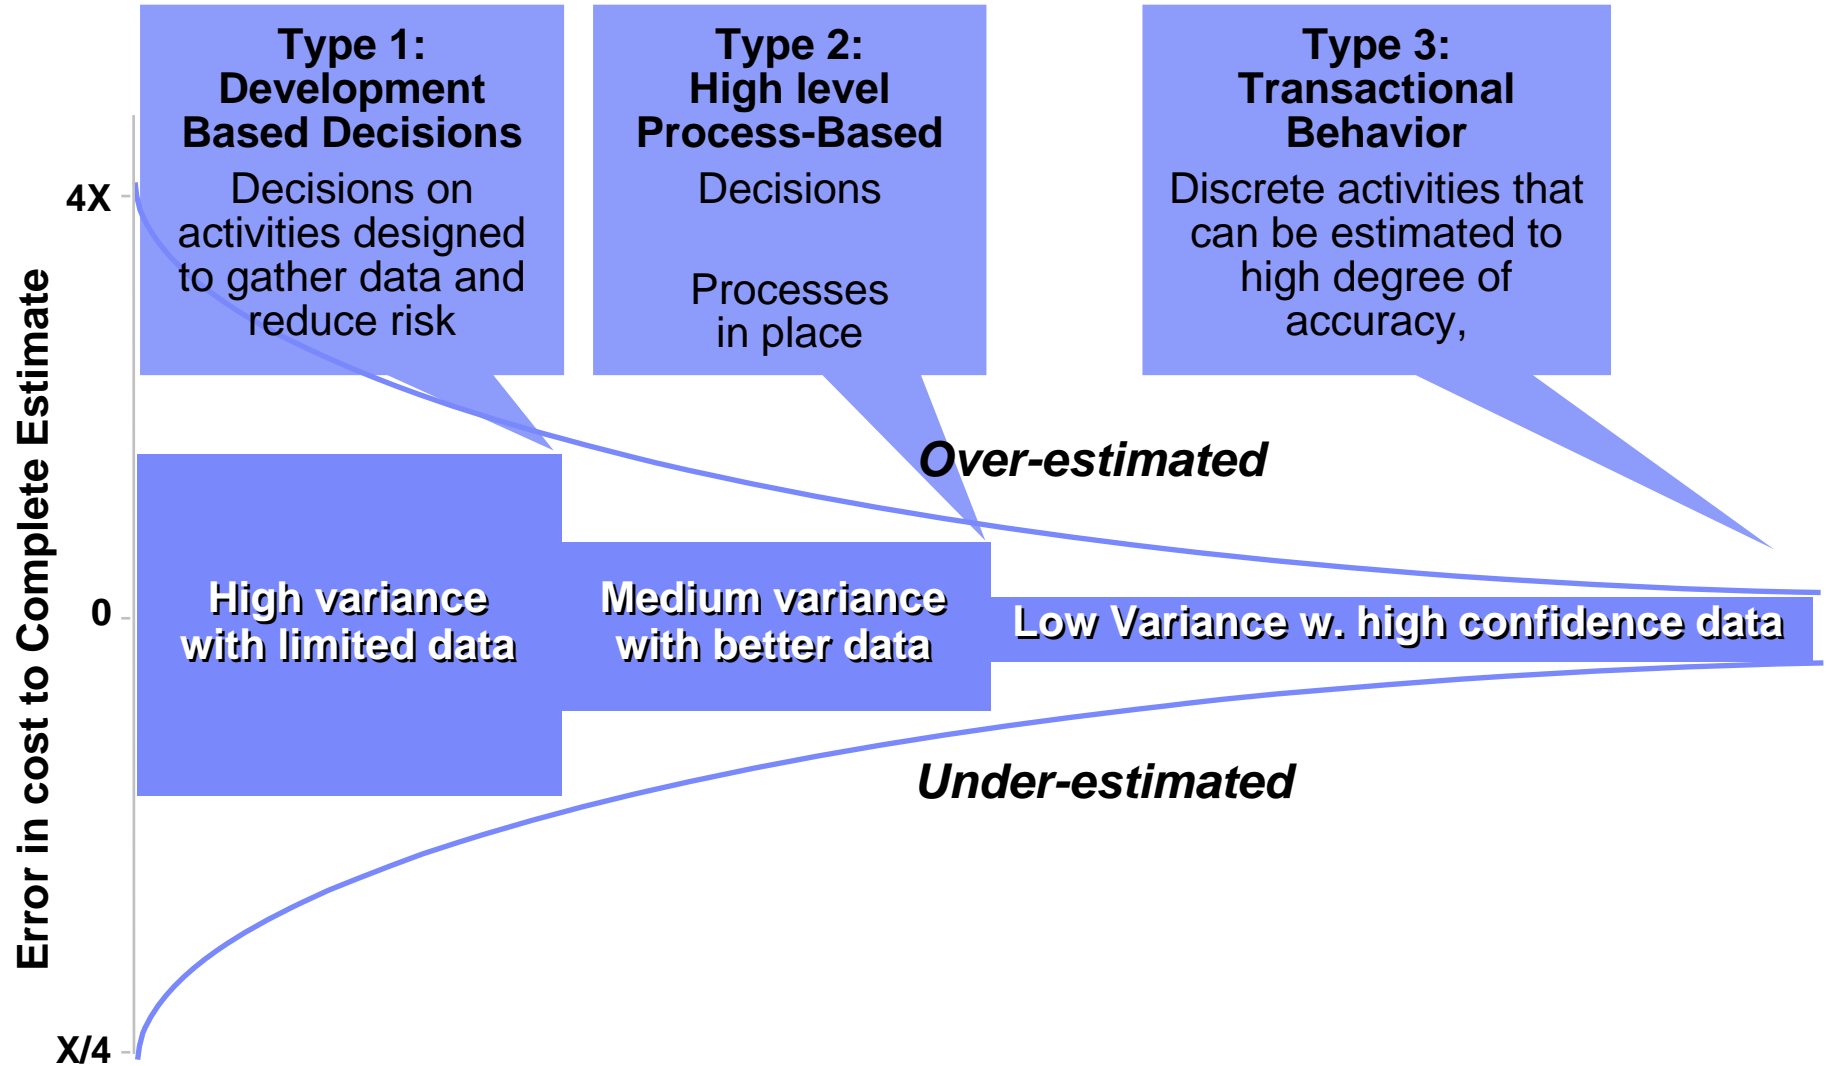 Type 1:
Development
Based Decisions
Decisions on
activities designed
to gather data and
reduce risk
Type 2:
High level
Process-Based
Decisions
Processes
in place
Type 3:
Transactional
Behavior
Discrete activities that
can be estimated to
high degree of
accuracy,
Error in cost to Complete Estimate
4X
0
X/4
Over-estimated
High variance
with limited data
Medium variance
with better data
Low Variance w. high confidence data
Under-estimated